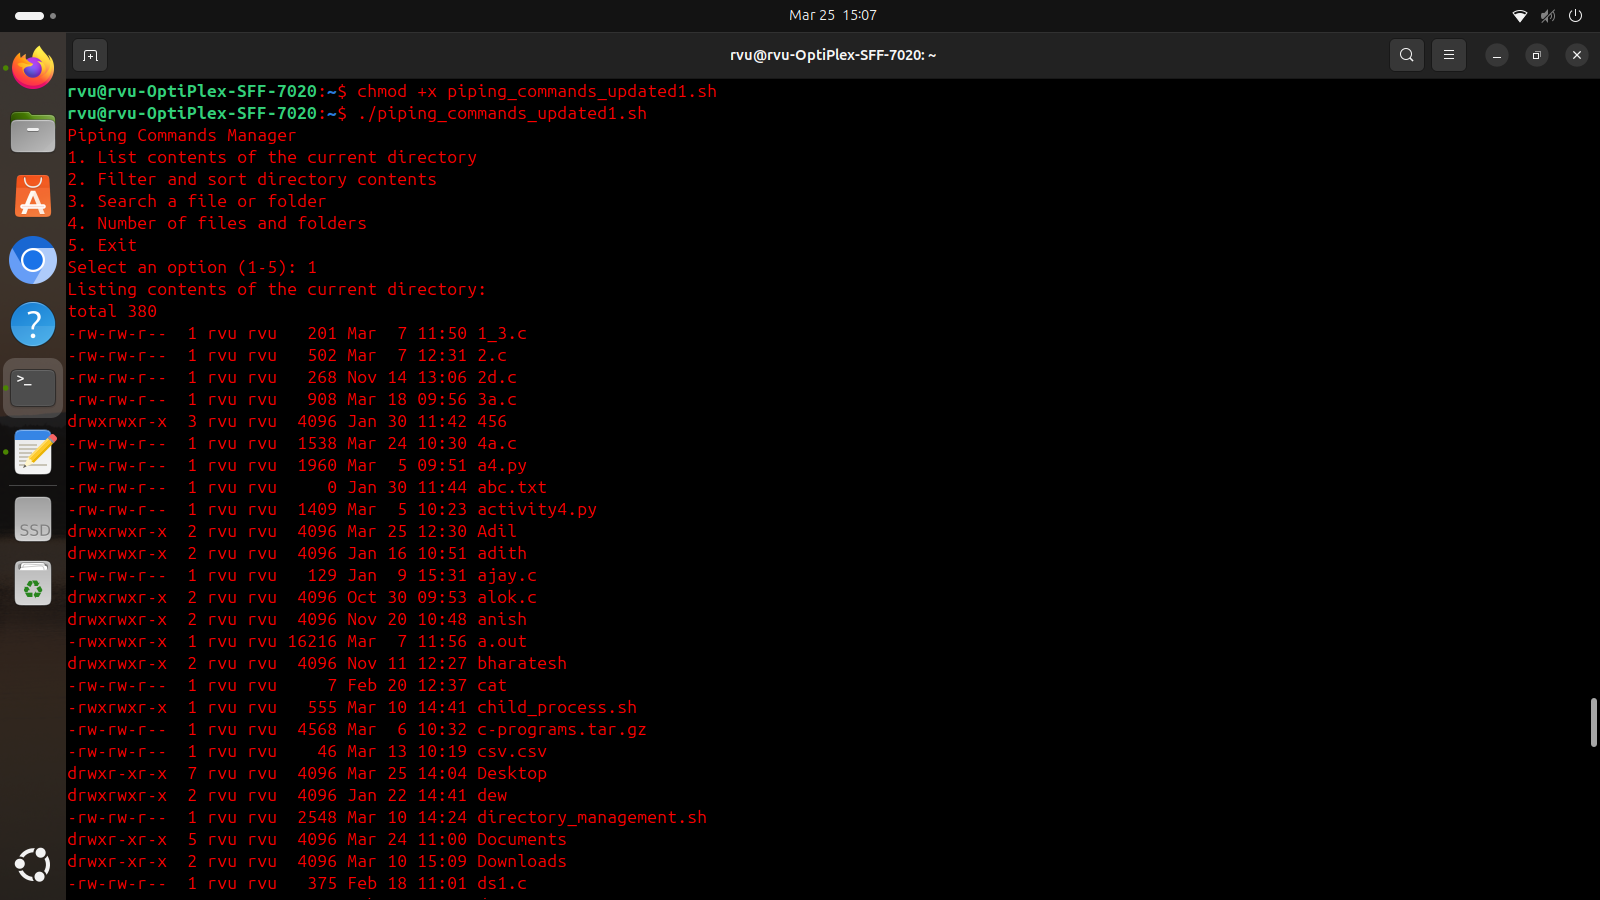 Mar 25 15:07
rvu@rvu-OptiPlex-SFF-7020: ~
rvu@rvu-OptiPlex-SFF-7020:~$ chmod +x piping_commands_updated1.sh
rvu@rvu-OptiPlex-SFF-7020:~$ ./piping_commands_updated1.sh
Piping Commands Manager
1. List contents of the current directory
2. Filter and sort directory contents
3. Search a file or folder
4. Number of files and folders
5. Exit
Select an option (1-5): 1
Listing contents of the current directory:
total 380
-rw-rw-r--  1 rvu rvu   201 Mar  7 11:50 1_3.c
-rw-rw-r--  1 rvu rvu   502 Mar  7 12:31 2.c
-rw-rw-r--  1 rvu rvu   268 Nov 14 13:06 2d.c
-rw-rw-r--  1 rvu rvu   908 Mar 18 09:56 3a.c
drwxrwxr-x  3 rvu rvu  4096 Jan 30 11:42 456
-rw-rw-r--  1 rvu rvu  1538 Mar 24 10:30 4a.c
-rw-rw-r--  1 rvu rvu  1960 Mar  5 09:51 a4.py
-rw-rw-r--  1 rvu rvu     0 Jan 30 11:44 abc.txt
-rw-rw-r--  1 rvu rvu  1409 Mar  5 10:23 activity4.py
drwxrwxr-x  2 rvu rvu  4096 Mar 25 12:30 Adil
drwxrwxr-x  2 rvu rvu  4096 Jan 16 10:51 adith
-rw-rw-r--  1 rvu rvu   129 Jan  9 15:31 ajay.c
drwxrwxr-x  2 rvu rvu  4096 Oct 30 09:53 alok.c
drwxrwxr-x  2 rvu rvu  4096 Nov 20 10:48 anish
-rwxrwxr-x  1 rvu rvu 16216 Mar  7 11:56 a.out
drwxrwxr-x  2 rvu rvu  4096 Nov 11 12:27 bharatesh
-rw-rw-r--  1 rvu rvu     7 Feb 20 12:37 cat
-rwxrwxr-x  1 rvu rvu   555 Mar 10 14:41 child_process.sh
-rw-rw-r--  1 rvu rvu  4568 Mar  6 10:32 c-programs.tar.gz
-rw-rw-r--  1 rvu rvu    46 Mar 13 10:19 csv.csv
drwxr-xr-x  7 rvu rvu  4096 Mar 25 14:04 Desktop
drwxrwxr-x  2 rvu rvu  4096 Jan 22 14:41 dew
-rw-rw-r--  1 rvu rvu  2548 Mar 10 14:24 directory_management.sh
drwxr-xr-x  5 rvu rvu  4096 Mar 24 11:00 Documents
drwxr-xr-x  2 rvu rvu  4096 Mar 10 15:09 Downloads
-rw-rw-r--  1 rvu rvu   375 Feb 18 11:01 ds1.c
SSD